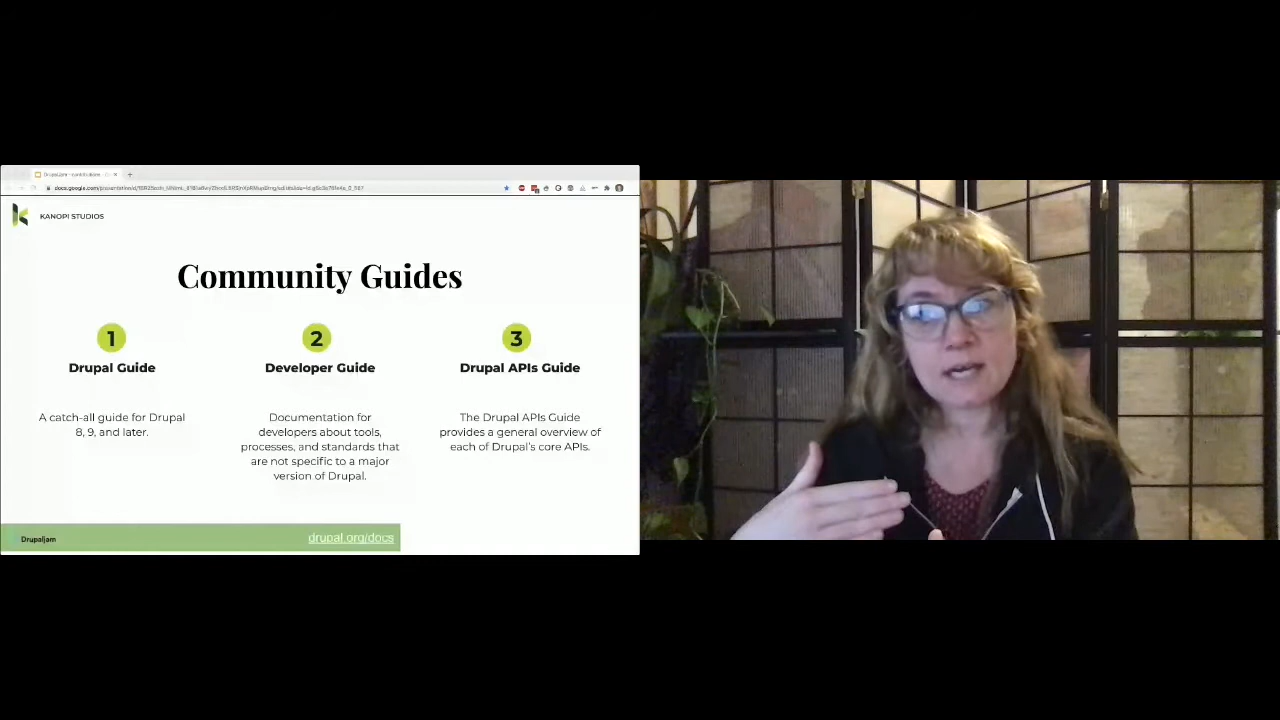 KANOPI STUDIOS
Community Guides
1
Drupal Guide
A catch-all guide for Drupal
8, 9, and later.
2
Developer Guide
Documentation for
developers about tools,
processes, and standards that
are not specific to a major
version of Drupal.
3
Drupal APIs Guide
The Drupal APIs Guide
provides a general overview of
each of Drupal's core APIs.
Drupaljam
drupal.org/docs